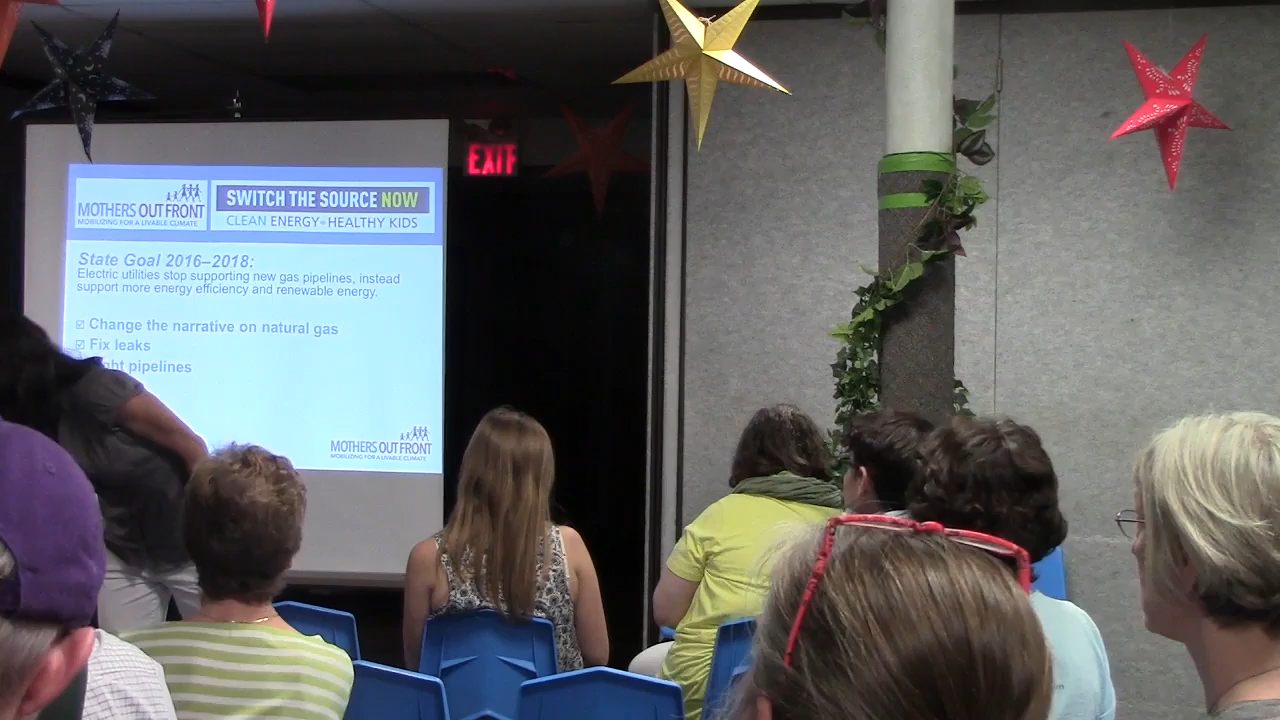 EXIT
MOTHERS OUT FRONT
MOBILIZING FOR A LIVABLE CLIMATE
SWITCH THE SOURCE NOW
CLEAN ENERGY=HEALTHY KIDS
State Goal 2016–2018:
Electric utilities stop supporting new gas pipelines, instead
support more energy efficiency and renewable energy.
Change the narrative on natural gas
Fix leaks
pipelines
MOTHERS OUT FRONT
MOBILIZING FOR A LIVABLE CLIMATE